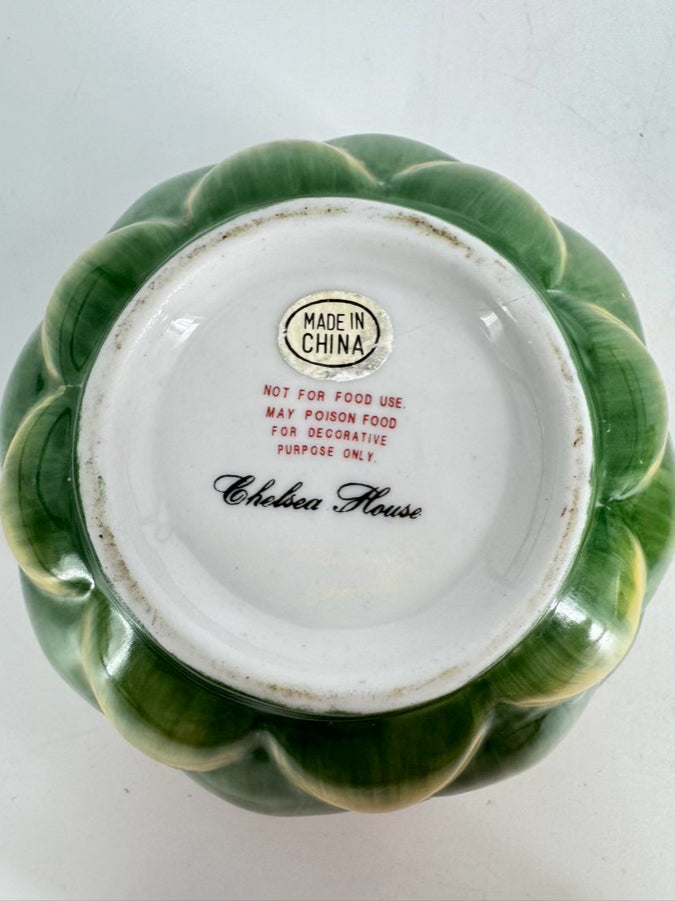 MADE IN
CHINA
NOT FOR FOOD USE.
MAY POISON FOOD
FOR DECORATIVE
PURPOSE ONLY.
Chelsea House